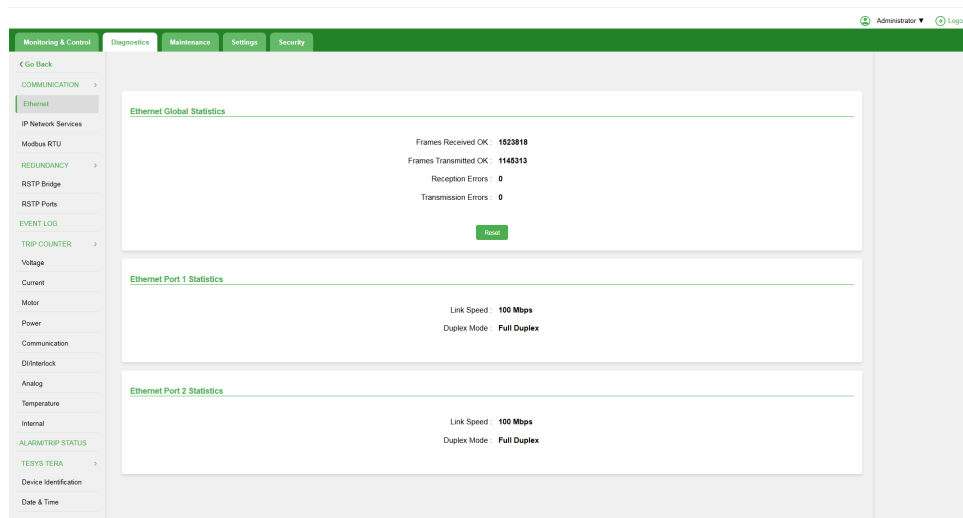 Administrator ▼ Logo
Monitoring & Control Diagnostics Maintenance Settings Security
< Go Back
COMMUNICATION >
Ethernet
IP Network Services
Modbus RTU
REDUNDANCY >
RSTP Bridge
RSTP Ports
EVENT LOG
TRIP COUNTER >
Voltage
Current
Motor
Power
Communication
DI/Interlock
Analog
Temperature
Internal
ALARM/TRIP STATUS
TESYS TERA >
Device Identification
Date & Time
Ethernet Global Statistics
Frames Received OK : 1523818
Frames Transmitted OK : 1145313
Reception Errors : 0
Transmission Errors : 0
Reset
Ethernet Port 1 Statistics
Link Speed : 100 Mbps
Duplex Mode : Full Duplex
Ethernet Port 2 Statistics
Link Speed : 100 Mbps
Duplex Mode : Full Duplex